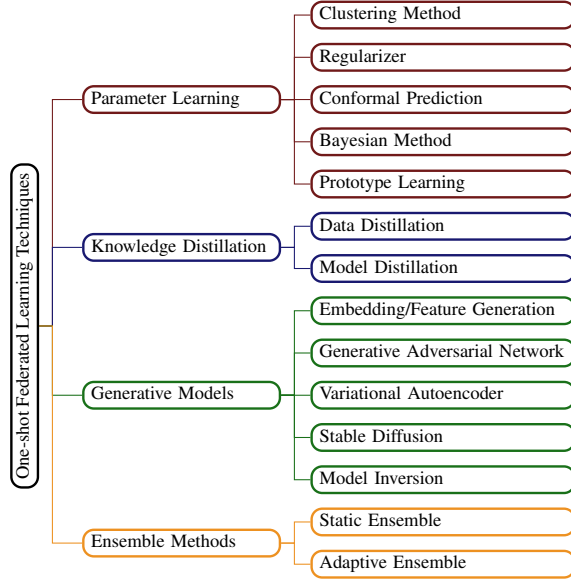 One-shot Federated Learning Techniques
Parameter Learning
Clustering Method
Regularizer
Conformal Prediction
Bayesian Method
Prototype Learning
Knowledge Distillation
Data Distillation
Model Distillation
Generative Models
Embedding/Feature Generation
Generative Adversarial Network
Variational Autoencoder
Stable Diffusion
Model Inversion
Ensemble Methods
Static Ensemble
Adaptive Ensemble